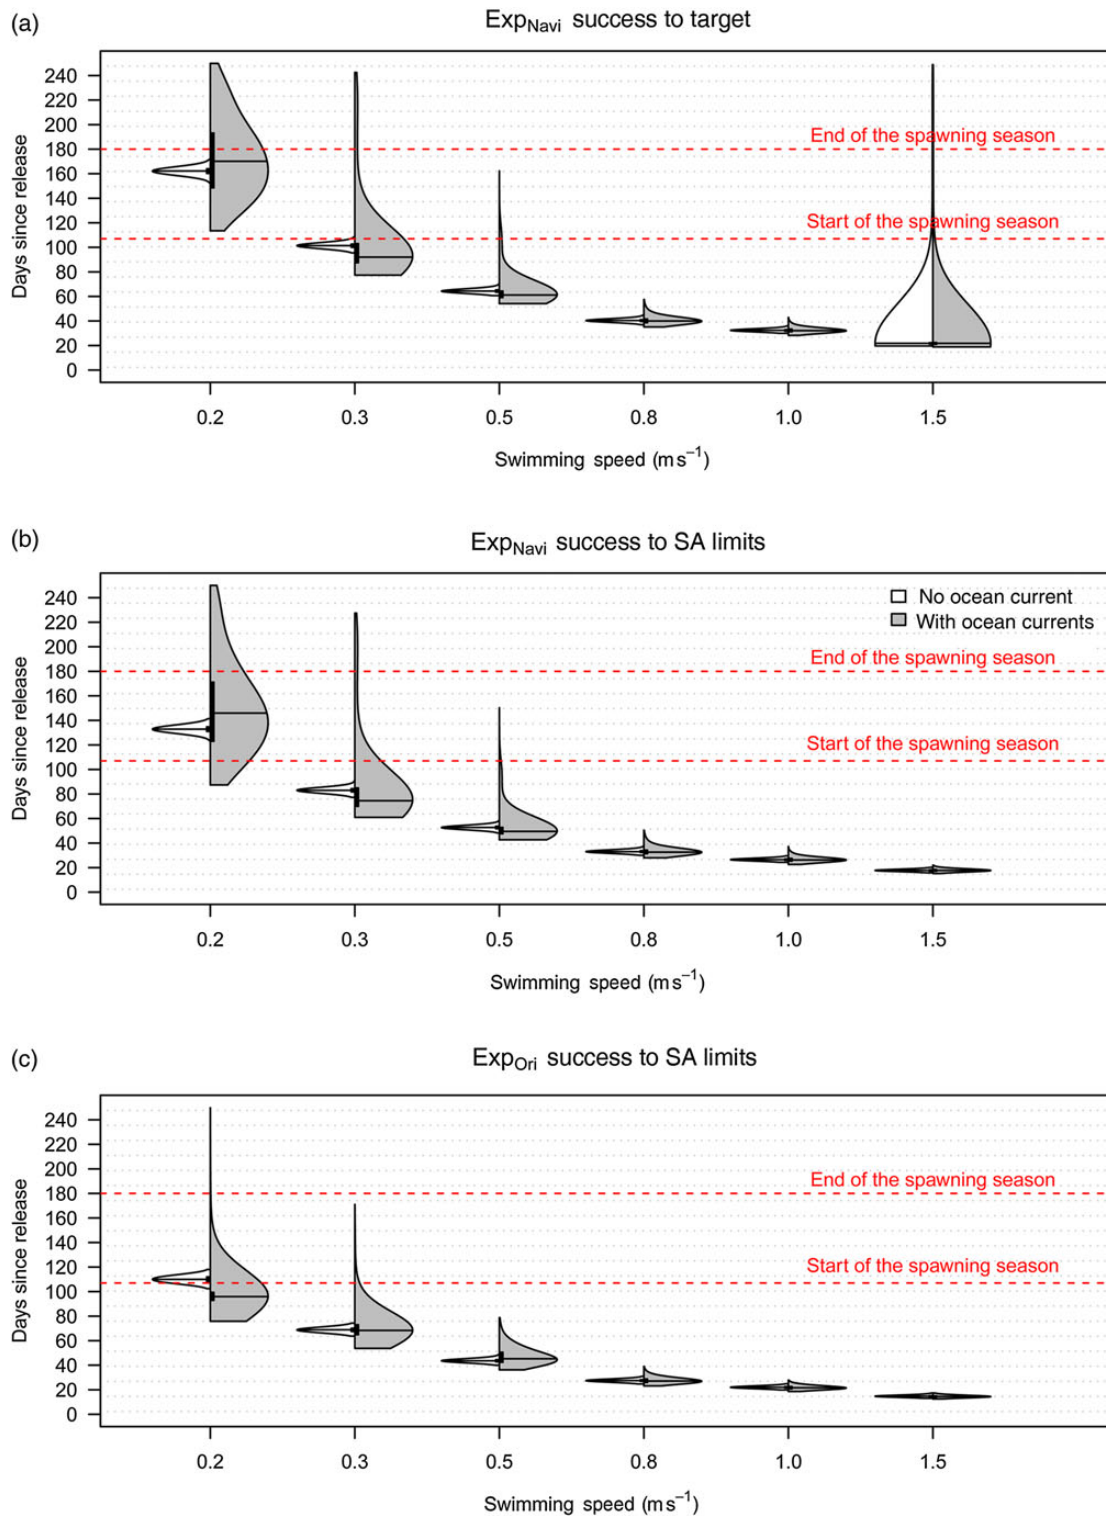 (a)
Exp_Navi success to target
Days since release
240
220
200
180
160
140
120
100
80
60
40
20
0
End of the spawning season
Start of the spawning season
0.2 0.3 0.5 0.8 1.0 1.5
Swimming speed (ms⁻¹)
(b)
Exp_Navi success to SA limits
Days since release
240
220
200
180
160
140
120
100
80
60
40
20
0
No ocean current
With ocean currents
End of the spawning season
Start of the spawning season
0.2 0.3 0.5 0.8 1.0 1.5
Swimming speed (ms⁻¹)
(c)
Exp_Ori success to SA limits
Days since release
240
220
200
180
160
140
120
100
80
60
40
20
0
End of the spawning season
Start of the spawning season
0.2 0.3 0.5 0.8 1.0 1.5
Swimming speed (ms⁻¹)